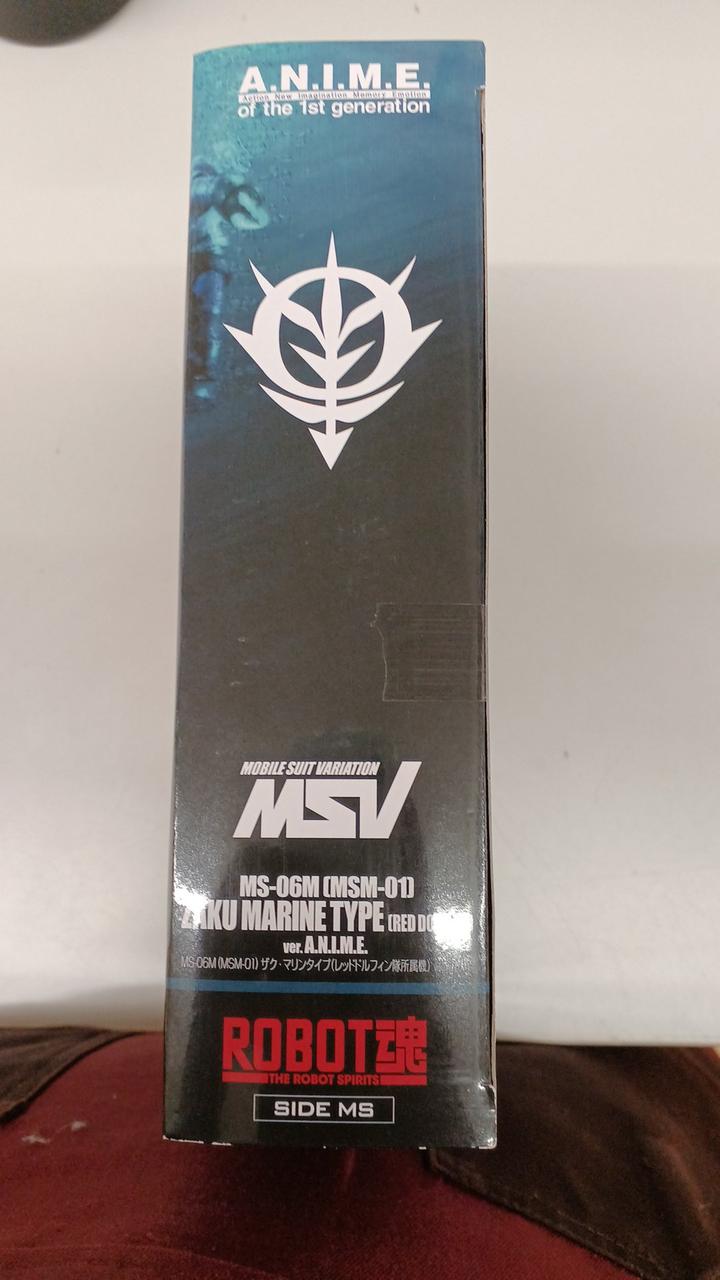 A.N.I.M.E.
Action New Imagination Memory Emotion
of the 1st generation
MOBILE SUIT VARIATION
MSV
MS-06M (MSM-01)
ZAKU MARINE TYPE (RED
ver. A.N.I.M.E.
MS-06M (MSM-01) ザク・マリンタイプ(レッドドルフィン隊所属機)
ROBOT魂
THE ROBOT SPIRITS
SIDE MS